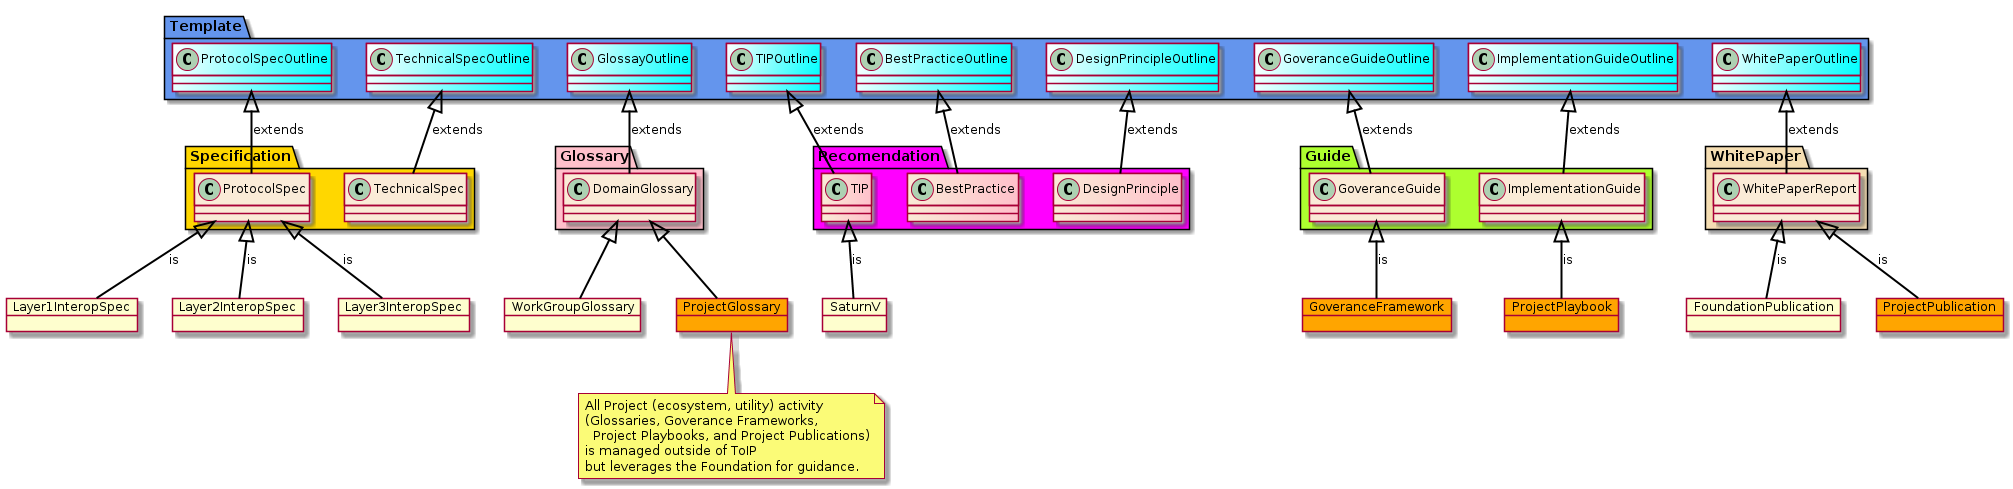 Template
C ProtocolSpecOutline
C TechnicalSpecOutline
C GlossayOutline
C TIPOutline
C BestPracticeOutline
C DesignPrincipleOutline
C GoveranceGuideOutline
C ImplementationGuideOutline
C WhitePaperOutline
extends
extends
extends
extends
extends
extends
extends
extends
extends
Specification
Glossary
Recomendation
Guide
WhitePaper
C ProtocolSpec
C TechnicalSpec
C DomainGlossary
C TIP
C BestPractice
C DesignPrinciple
C GoveranceGuide
C ImplementationGuide
C WhitePaperReport
is
is
is
is
is
is
is
is
Layer1InteropSpec
Layer2InteropSpec
Layer3InteropSpec
WorkGroupGlossary
ProjectGlossary
SaturnV
GoveranceFramework
ProjectPlaybook
FoundationPublication
ProjectPublication
All Project (ecosystem, utility) activity
(Glossaries, Goverance Frameworks,
Project Playbooks, and Project Publications)
is managed outside of ToIP
but leverages the Foundation for guidance.